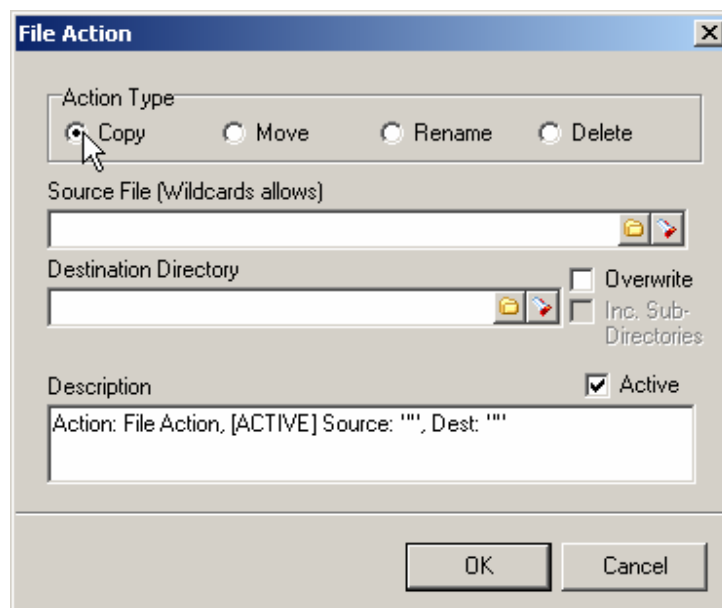 File Action
Action Type
Copy Move Rename Delete
Source File (Wildcards allows)
Destination Directory
Overwrite
Inc. Sub-
Directories
Description
Active
Action: File Action, [ACTIVE] Source: "", Dest: ""
OK Cancel